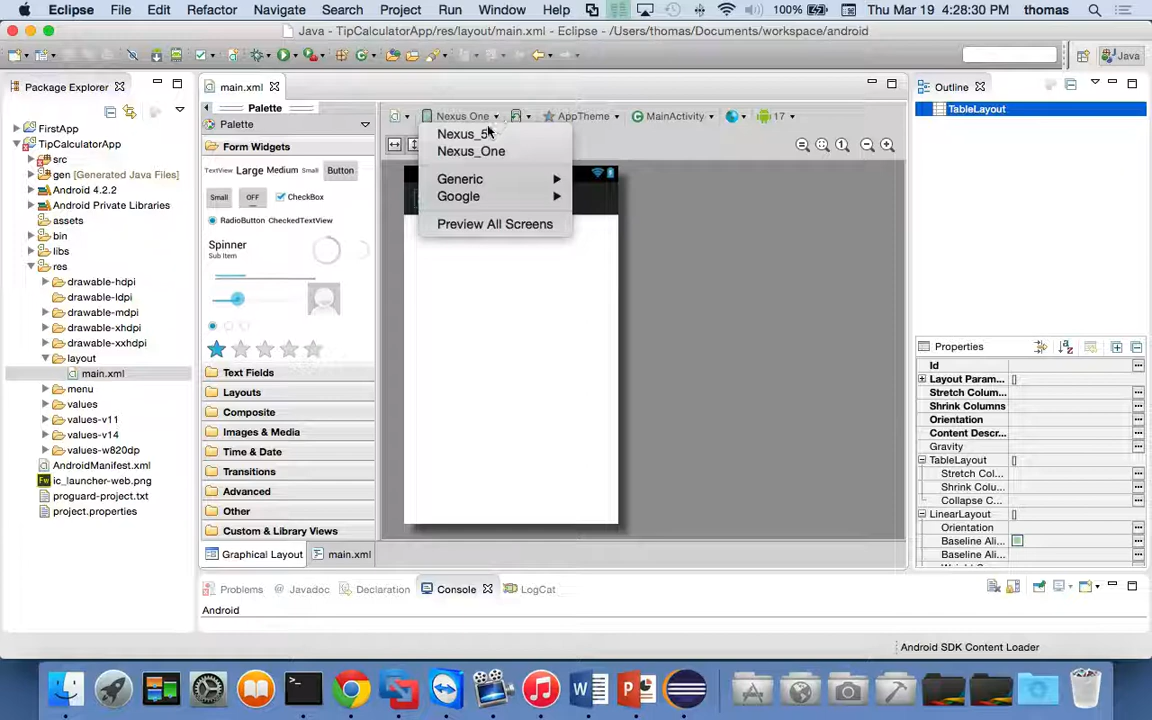 Eclipse File Edit Refactor Navigate Search Project Run Window Help 100% Thu Mar 19 4:28:30 PM thomas
Java - TipCalculatorApp/res/layout/main.xml - Eclipse - /Users/thomas/Documents/workspace/android
Java
Package Explorer
FirstApp
TipCalculatorApp
src
gen [Generated Java Files]
Android 4.2.2
Android Private Libraries
assets
bin
libs
res
drawable-hdpi
drawable-ldpi
drawable-mdpi
drawable-xhdpi
drawable-xxhdpi
layout
main.xml
menu
values
values-v11
values-v14
values-w820dp
AndroidManifest.xml
ic_launcher-web.png
proguard-project.txt
project.properties
main.xml
Palette
Palette
Form Widgets
TextView Large Medium Small Button
Small OFF CheckBox
RadioButton CheckedTextView
Spinner
Sub Item
Text Fields
Layouts
Composite
Images & Media
Time & Date
Transitions
Advanced
Other
Custom & Library Views
Graphical Layout main.xml
Nexus One AppTheme MainActivity 17
Nexus_5
Nexus_One
Generic
Google
Preview All Screens
Outline
TableLayout
Properties
Id
Layout Param... []
Stretch Colum...
Shrink Columns
Orientation
Content Descr...
Gravity
TableLayout []
Stretch Col...
Shrink Colu...
Collapse C...
LinearLayout []
Orientation
Baseline Ali...
Baseline Ali...
Problems Javadoc Declaration Console LogCat
Android
Android SDK Content Loader